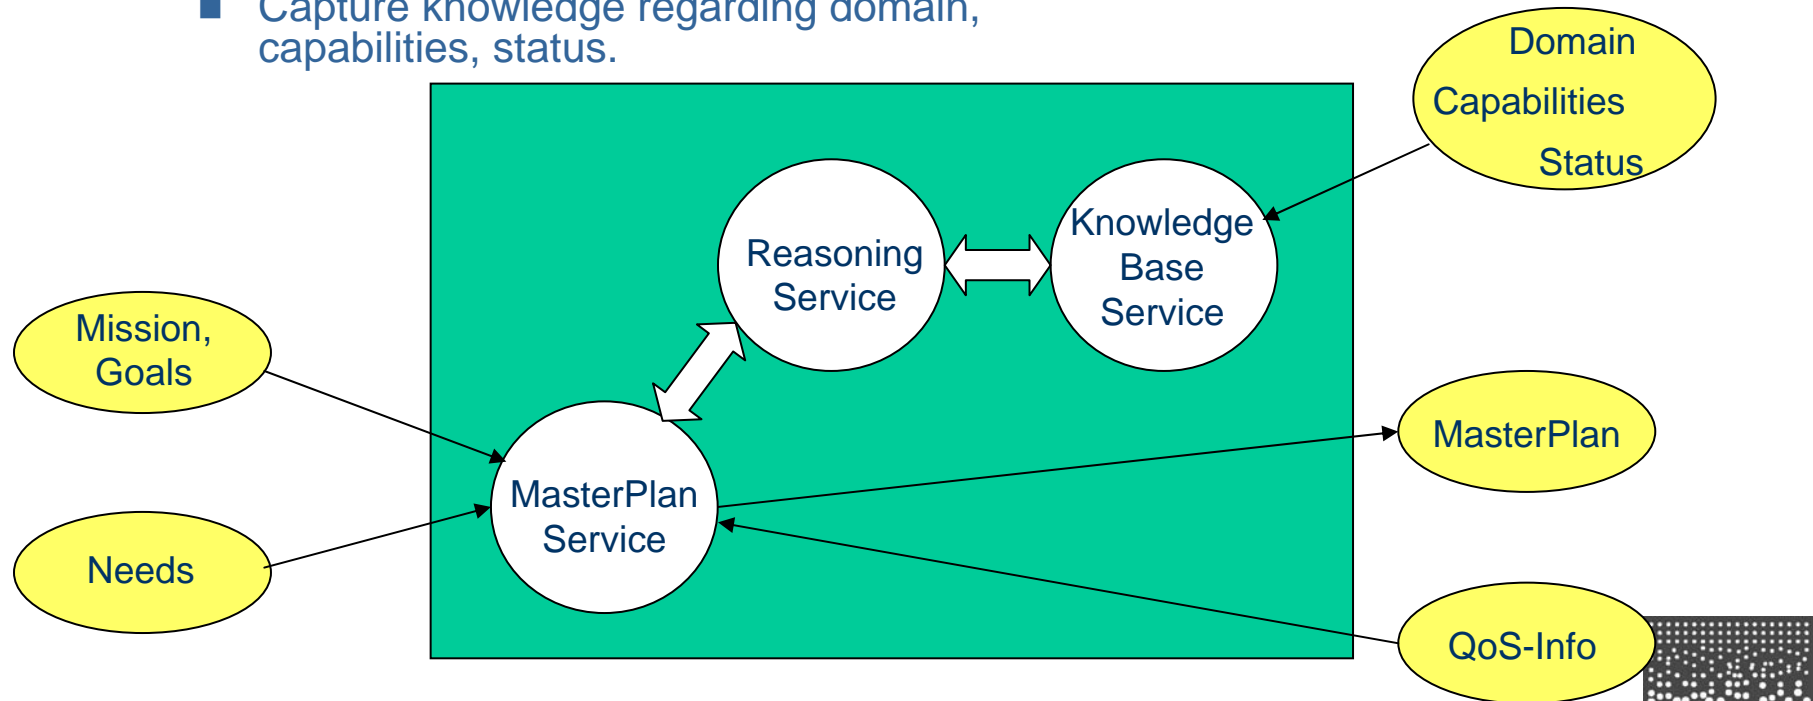 Capture knowledge regarding domain,
capabilities, status.
Domain
Capabilities
Status
Knowledge
Base
Service
Reasoning
Service
Mission,
Goals
MasterPlan
MasterPlan
Service
Needs
QoS-Info